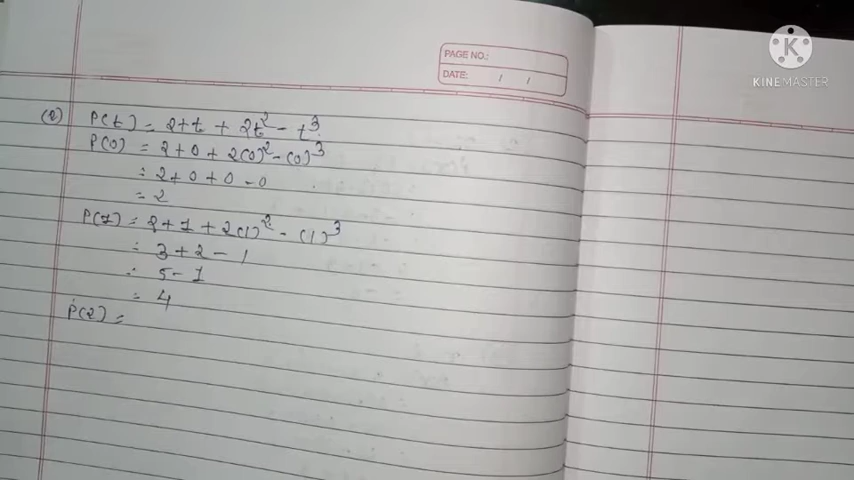 PAGE NO.:
DATE: / /
K
KINEMASTER
(2) P(t) = 2+t + 2t² - t³.
P(0) = 2+0+2(0)² - (0)³
= 2+0+0-0
= 2
P(1) = 2+1+2(1)² - (1)³
= 3+2-1
= 5-1
= 4
P(2) =